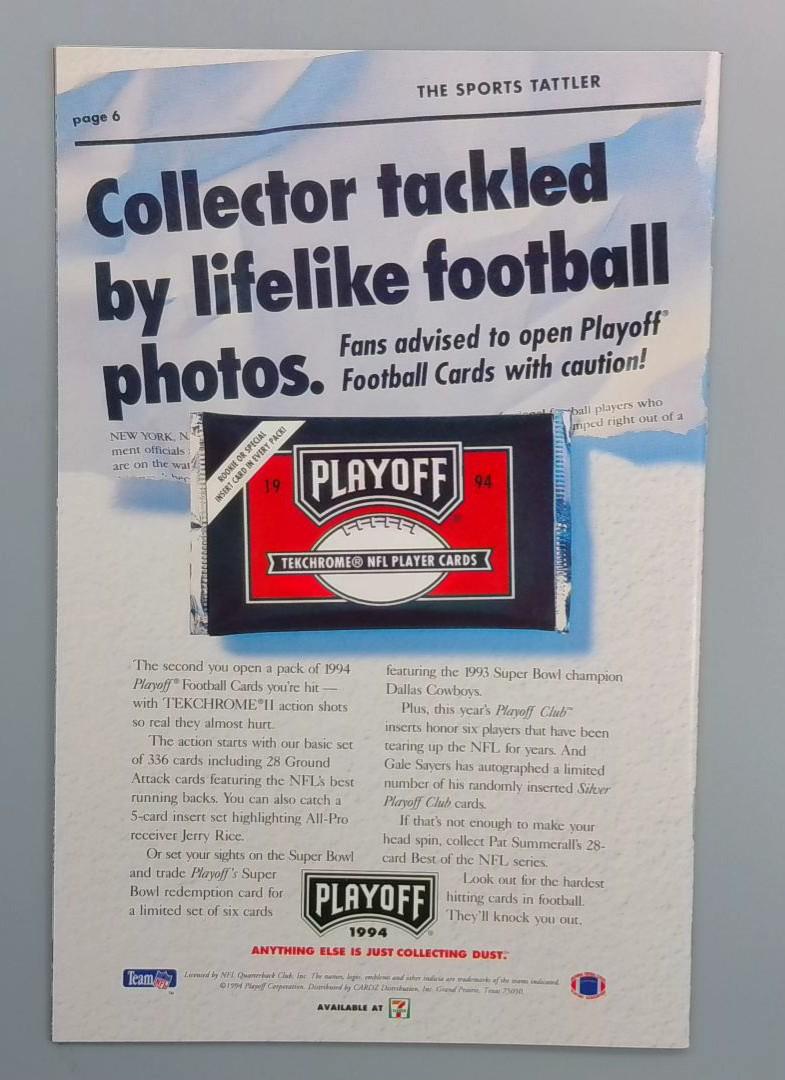 THE SPORTS TATTLER
page 6
Collector tackled
by lifelike football
photos.
Fans advised to open Playoff®
Football Cards with caution!
NEW YORK, N
ment officials
are on the wa
ball players who
mped right out of a
ROOKIE OR SPECIAL
INSERT CARD IN EVERY PACK!
19 PLAYOFF 94
TEKCHROME® NFL PLAYER CARDS
The second you open a pack of 1994
Playoff® Football Cards you're hit —
with TEKCHROME®II action shots
so real they almost hurt.
The action starts with our basic set
of 336 cards including 28 Ground
Attack cards featuring the NFL's best
running backs. You can also catch a
5-card insert set highlighting All-Pro
receiver Jerry Rice.
Or set your sights on the Super Bowl
and trade Playoff's Super
Bowl redemption card for
a limited set of six cards
featuring the 1993 Super Bowl champion
Dallas Cowboys.
Plus, this year's Playoff Club™
inserts honor six players that have been
tearing up the NFL for years. And
Gale Sayers has autographed a limited
number of his randomly inserted Silver
Playoff Club cards.
If that's not enough to make your
head spin, collect Pat Summerall's 28-
card Best of the NFL series.
Look out for the hardest
hitting cards in football.
They'll knock you out.
PLAYOFF
1994
ANYTHING ELSE IS JUST COLLECTING DUST.™
Team NFL™
Licensed by NFL Quarterback Club, Inc. The names, logos, emblems and other indicia are trademarks of the teams indicated.
©1994 Playoff Corporation. Distributed by CARDZ Distribution, Inc. Grand Prairie, Texas 75050.
AVAILABLE AT 7 ELEVEN